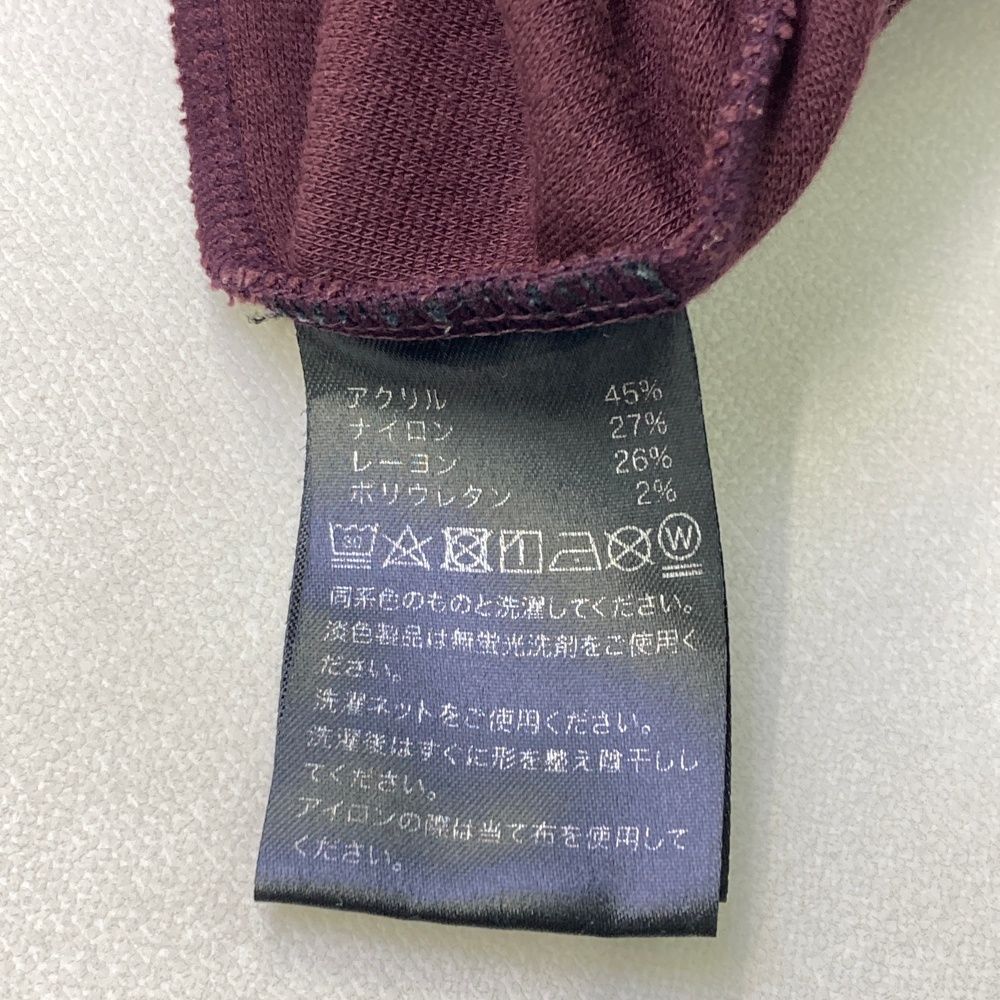 アクリル 45%
ナイロン 27%
レーヨン 26%
ポリウレタン 2%
30 W
同系色のものと洗濯してください。
淡色製品は無蛍光洗剤をご使用く
ださい。
洗濯ネットをご使用ください。
洗濯後はすぐに形を整え陰干しし
てください。
アイロンの際は当て布を使用して
ください。